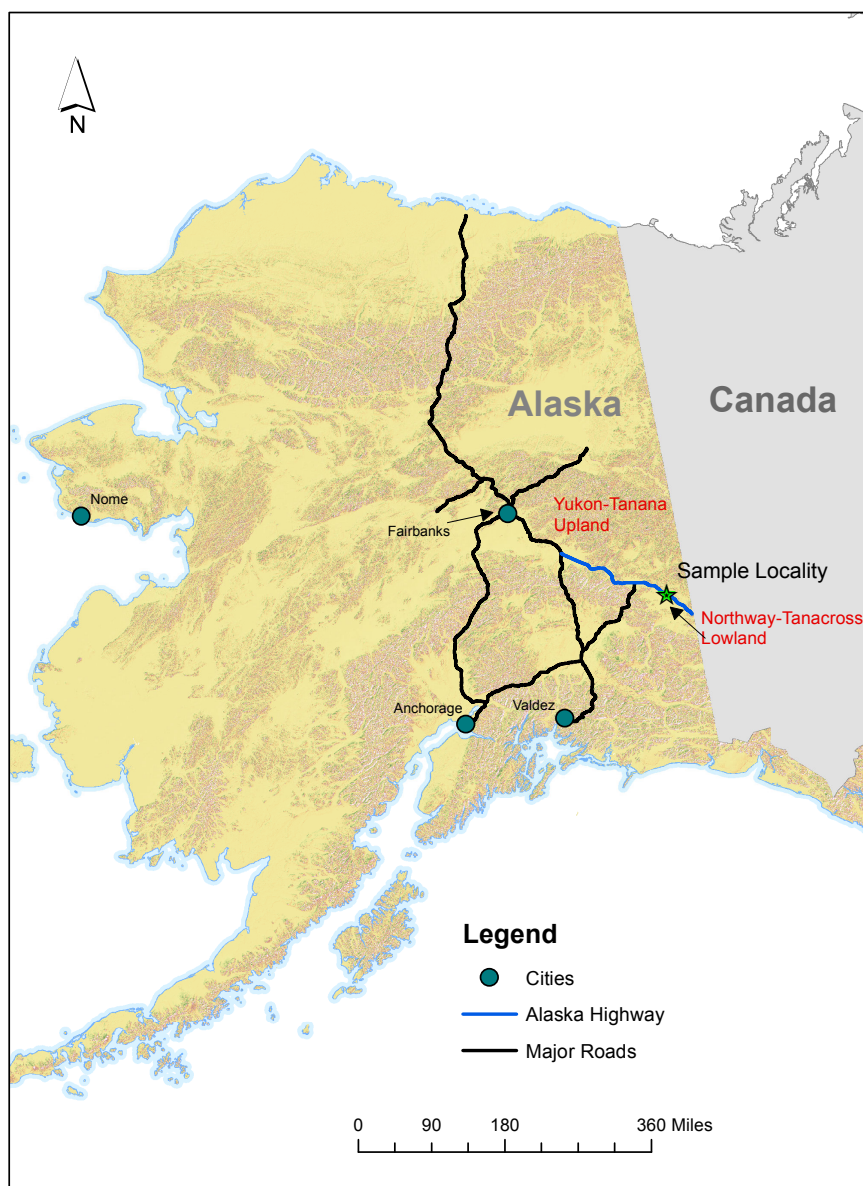 N
Alaska
Canada
Nome
Fairbanks
Yukon-Tanana
Upland
Sample Locality
Northway-Tanacross
Lowland
Anchorage
Valdez
Legend
Cities
Alaska Highway
Major Roads
0 90 180 360 Miles